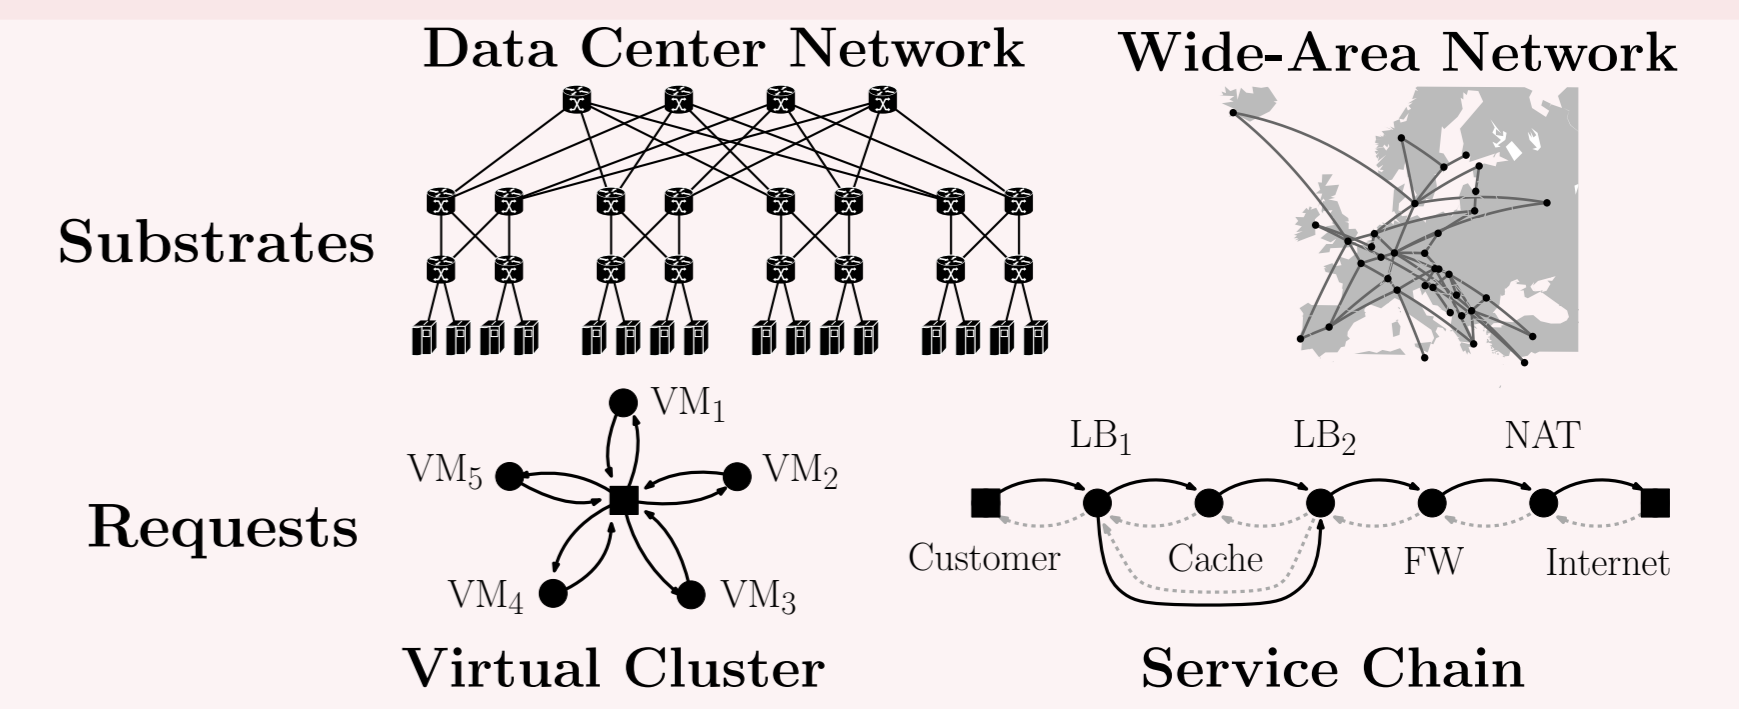 Data Center Network
Wide-Area Network
Substrates
VM1
VM5
VM2
VM4
VM3
Requests
LB1
LB2
NAT
Customer
Cache
FW
Internet
Virtual Cluster
Service Chain